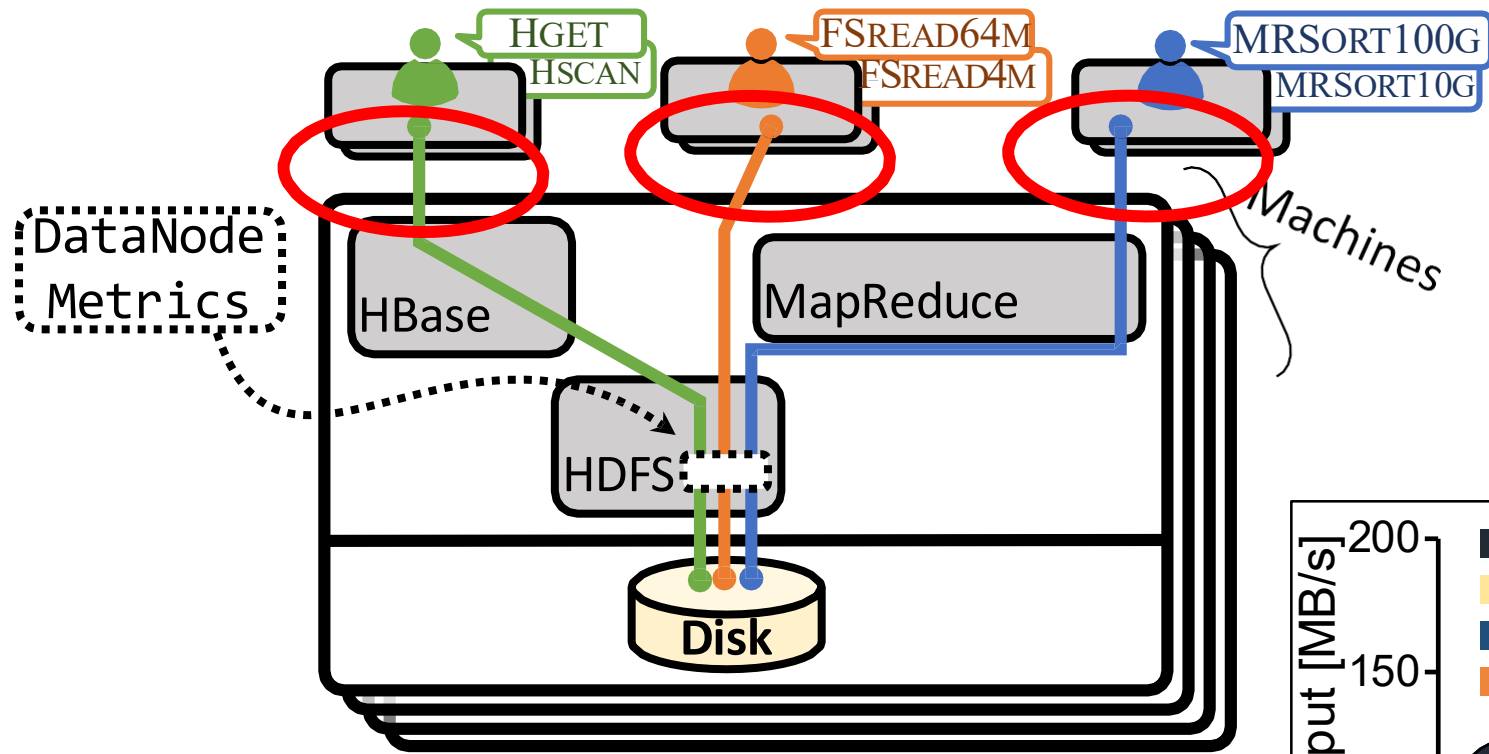 HGET
HSCAN
FSREAD64M
FSREAD4M
MRSORT100G
MRSORT10G
Machines
DataNode
Metrics
HBase
MapReduce
HDFS
Disk
200
150
put [MB/s]